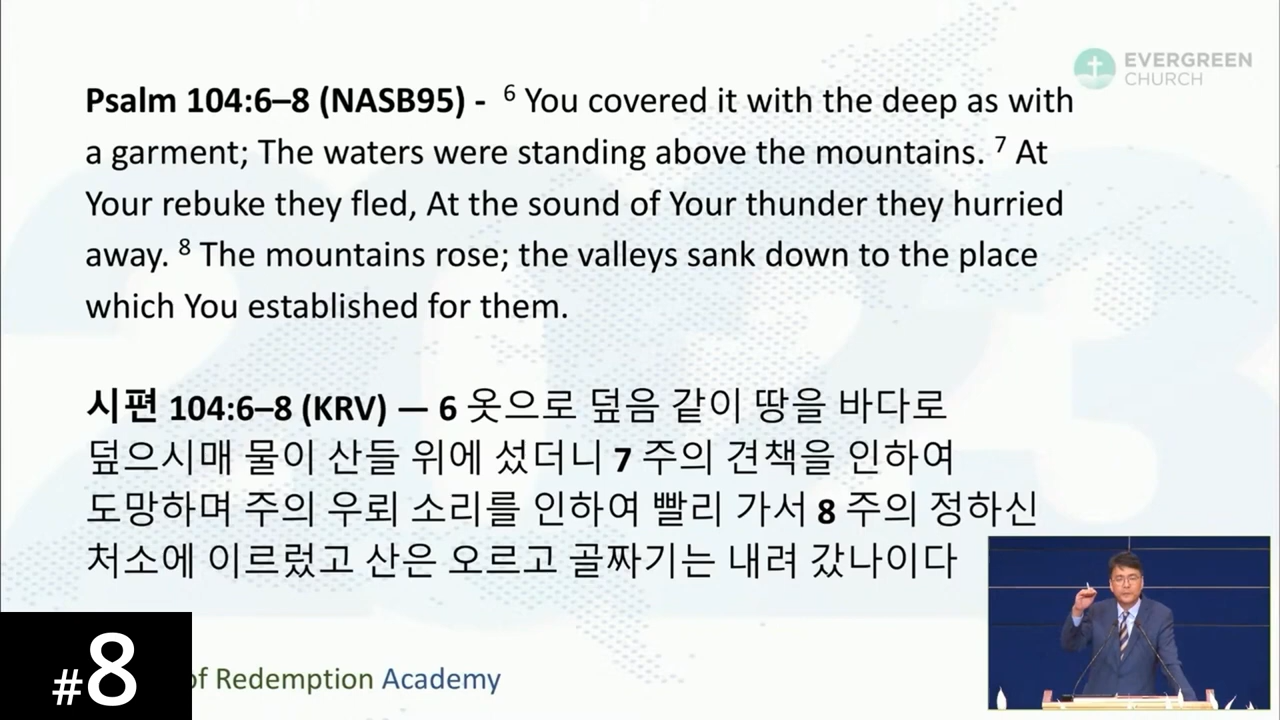 EVERGREEN
CHURCH
Psalm 104:6–8 (NASB95) - 6 You covered it with the deep as with
a garment; The waters were standing above the mountains. 7 At
Your rebuke they fled, At the sound of Your thunder they hurried
away. 8 The mountains rose; the valleys sank down to the place
which You established for them.
시편 104:6–8 (KRV) — 6 옷으로 덮음 같이 땅을 바다로
덮으시매 물이 산들 위에 섰더니 7 주의 견책을 인하여
도망하며 주의 우뢰 소리를 인하여 빨리 가서 8 주의 정하신
처소에 이르렀고 산은 오르고 골짜기는 내려 갔나이다
#8
of Redemption Academy
2023